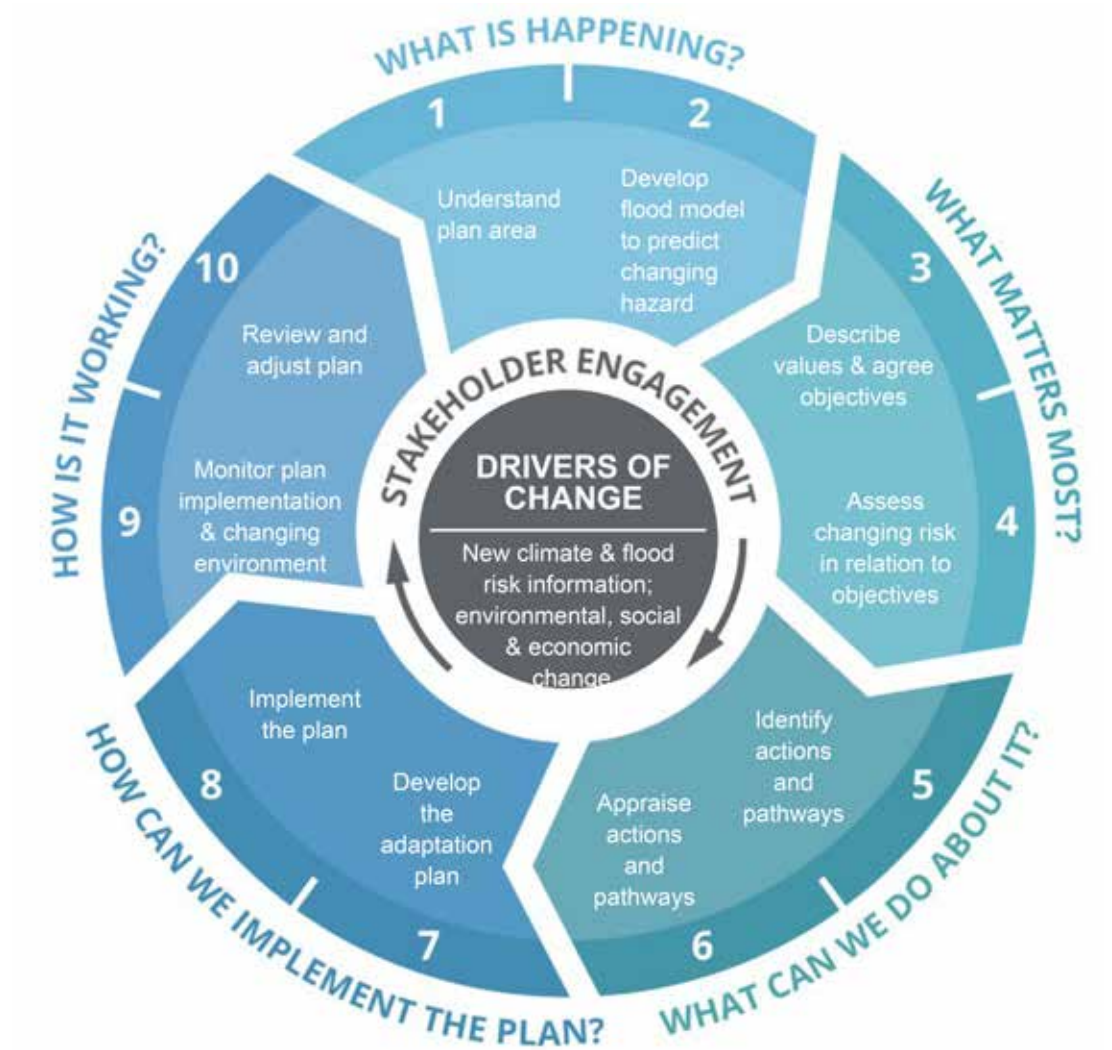 WHAT IS HAPPENING?
1
Understand
plan area
2
Develop
flood model
to predict
changing
hazard
WHAT MATTERS MOST?
3
Describe
values & agree
objectives
4
Assess
changing risk
in relation to
objectives
WHAT CAN WE DO ABOUT IT?
5
Identify
actions
and
pathways
6
Appraise
actions
and
pathways
HOW CAN WE IMPLEMENT THE PLAN?
7
Develop
the
adaptation
plan
8
Implement
the plan
HOW IS IT WORKING?
9
Monitor plan
implementation
& changing
environment
10
Review and
adjust plan
STAKEHOLDER ENGAGEMENT
DRIVERS OF
CHANGE
New climate & flood
risk information;
environmental, social
& economic
change